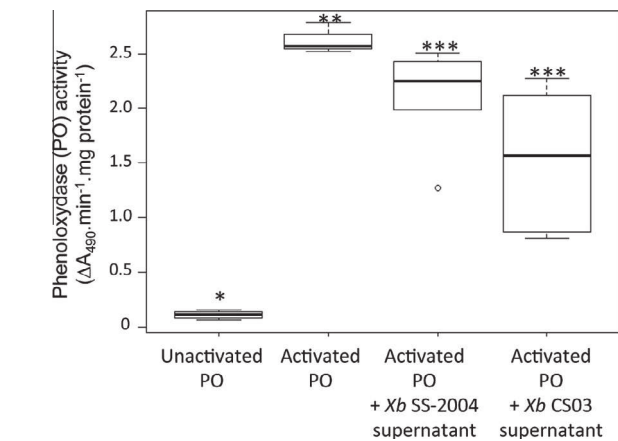 Phenoloxydase (PO) activity
(ΔA₄₉₀.min⁻¹.mg protein⁻¹)
2.5
2.0
1.5
1.0
0.5
0
*
**
***
***
Unactivated
PO
Activated
PO
Activated
PO
+ Xb SS-2004
supernatant
Activated
PO
+ Xb CS03
supernatant